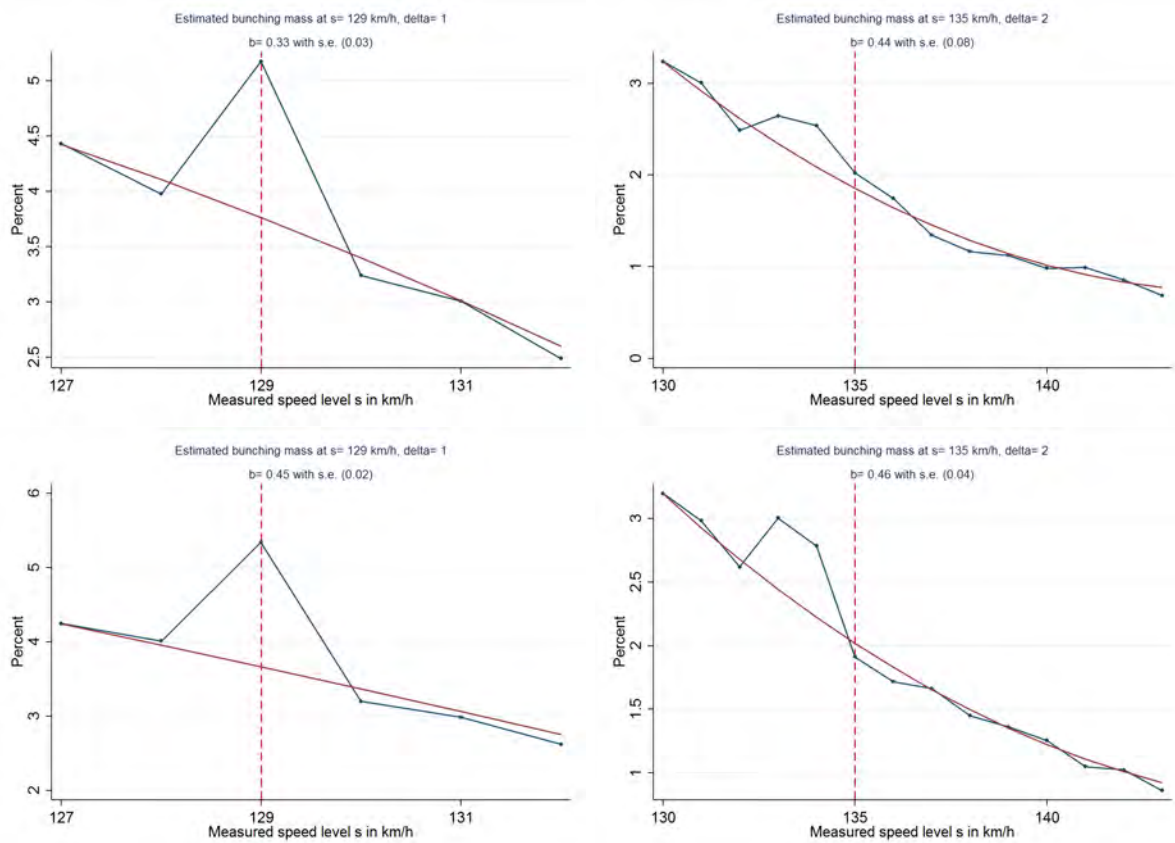 Estimated bunching mass at s= 129 km/h, delta= 1
b= 0.33 with s.e. (0.03)
Percent
5
4.5
4
3.5
3
2.5
127
129
131
Measured speed level s in km/h
Estimated bunching mass at s= 135 km/h, delta= 2
b= 0.44 with s.e. (0.08)
Percent
3
2
1
0
130
135
140
Measured speed level s in km/h
Estimated bunching mass at s= 129 km/h, delta= 1
b= 0.45 with s.e. (0.02)
Percent
6
5
4
3
2
127
129
131
Measured speed level s in km/h
Estimated bunching mass at s= 135 km/h, delta= 2
b= 0.46 with s.e. (0.04)
Percent
3
2.5
2
1.5
1
130
135
140
Measured speed level s in km/h